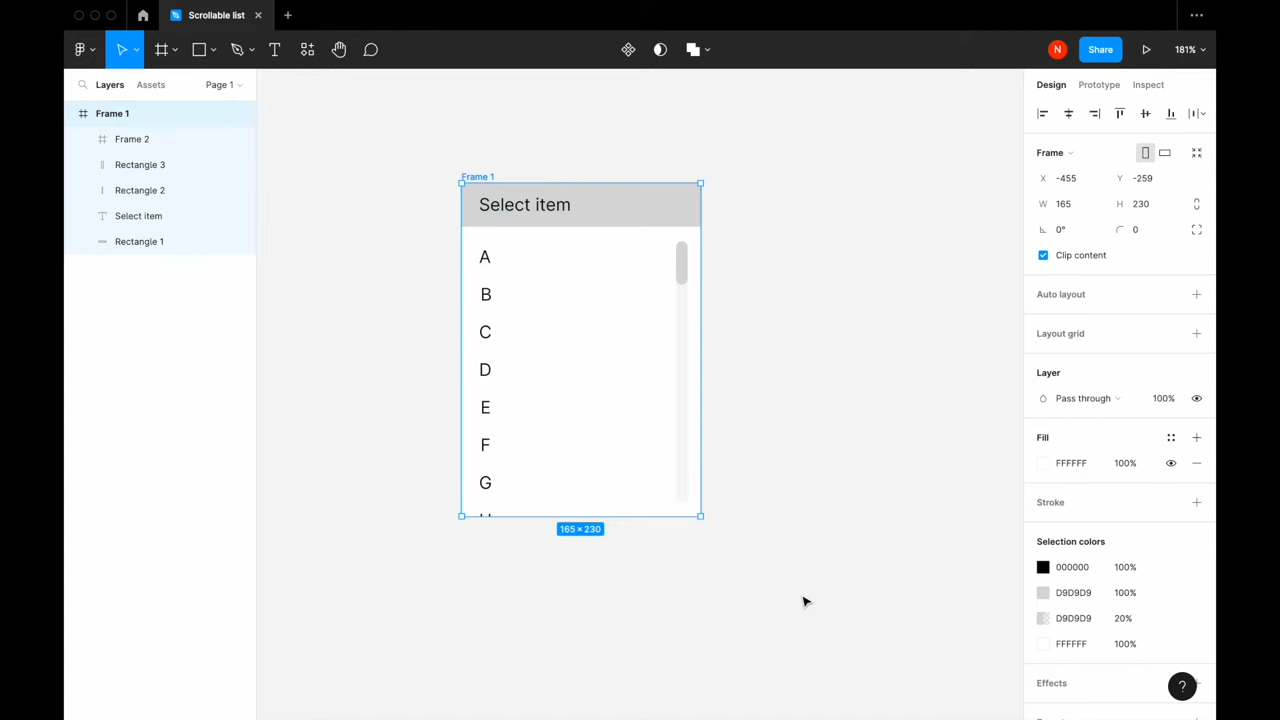 Scrollable list
N
Share
181%
Layers
Assets
Page 1
Design
Prototype
Inspect
Frame 1
Frame 2
Rectangle 3
Rectangle 2
Select item
Rectangle 1
Frame 1
Select item
A
B
C
D
E
F
G
165 × 230
Frame
X -455 Y -259
W 165 H 230
0° 0
Clip content
Auto layout
Layout grid
Layer
Pass through 100%
Fill
FFFFFF 100%
Stroke
Selection colors
000000 100%
D9D9D9 100%
D9D9D9 20%
FFFFFF 100%
Effects
?